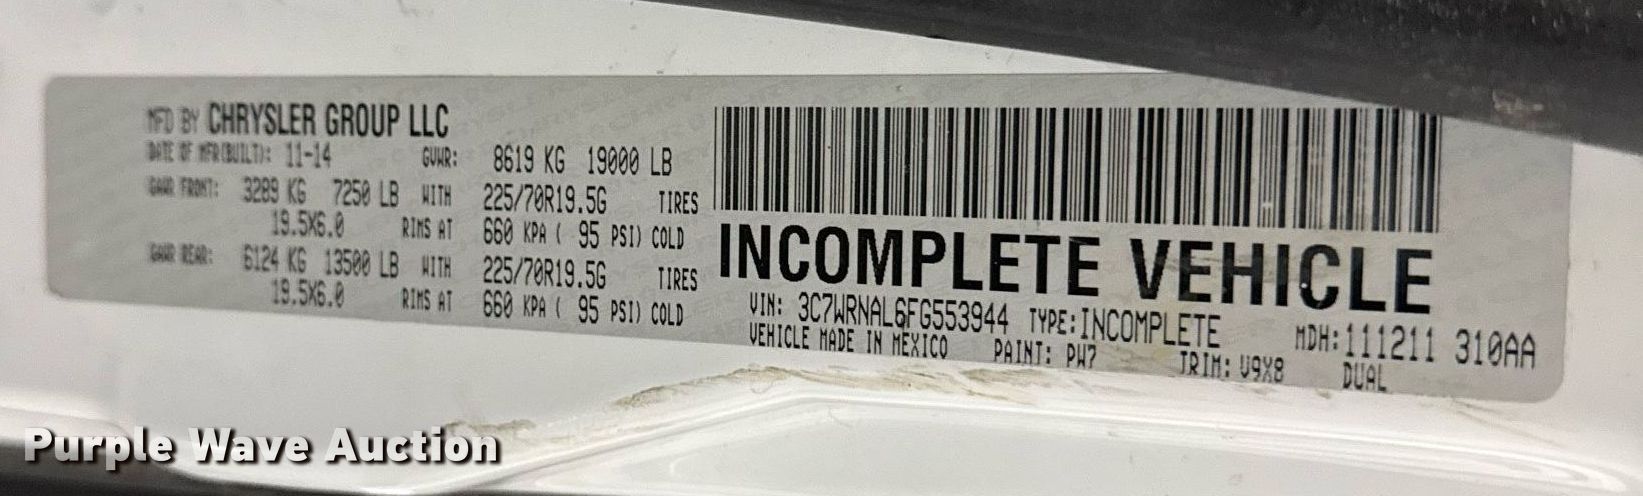 MFD BY CHRYSLER GROUP LLC
DATE OF MFR(BUILT): 11-14 GVWR: 8619 KG 19000 LB
GAWR FRONT: 3289 KG 7250 LB WITH 225/70R19.5G TIRES
19.5X6.0 RIMS AT 660 KPA ( 95 PSI) COLD
GAWR REAR: 6124 KG 13500 LB WITH 225/70R19.5G TIRES
19.5X6.0 RIMS AT 660 KPA ( 95 PSI) COLD
INCOMPLETE VEHICLE
VIN: 3C7WRNAL6FG553944 TYPE: INCOMPLETE MDH: 111211 310AA
VEHICLE MADE IN MEXICO PAINT: PW7 TRIM: V9X8 DUAL
Purple Wave Auction